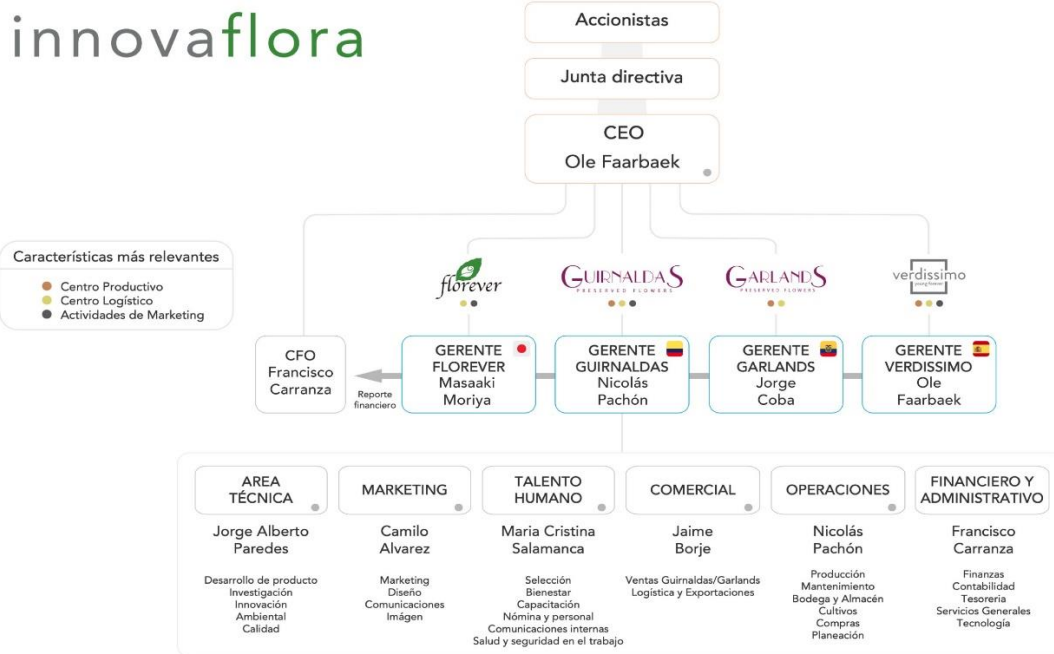 innovaflora
Accionistas
Junta directiva
CEO
Ole Faarbaek
Características más relevantes
Centro Productivo
Centro Logístico
Actividades de Marketing
florever
GUIRNALDAS
PRESERVED FLOWERS
GARLANDS
PRESERVED FLOWERS
verdissimo
young forever
CFO
Francisco
Carranza
Reporte
financiero
GERENTE
FLOREVER
Masaaki
Moriya
GERENTE
GUIRNALDAS
Nicolás
Pachón
GERENTE
GARLANDS
Jorge
Coba
GERENTE
VERDISSIMO
Ole
Faarbaek
AREA
TÉCNICA
Jorge Alberto
Paredes
Desarrollo de producto
Investigación
Innovación
Ambiental
Calidad
MARKETING
Camilo
Alvarez
Marketing
Diseño
Comunicaciones
Imágen
TALENTO
HUMANO
Maria Cristina
Salamanca
Selección
Bienestar
Capacitación
Nómina y personal
Comunicaciones internas
Salud y seguridad en el trabajo
COMERCIAL
Jaime
Borje
Ventas Guirnaldas/Garlands
Logística y Exportaciones
OPERACIONES
Nicolás
Pachón
Producción
Mantenimiento
Bodega y Almacén
Cultivos
Compras
Planeación
FINANCIERO Y
ADMINISTRATIVO
Francisco
Carranza
Finanzas
Contabilidad
Tesoreria
Servicios Generales
Tecnología